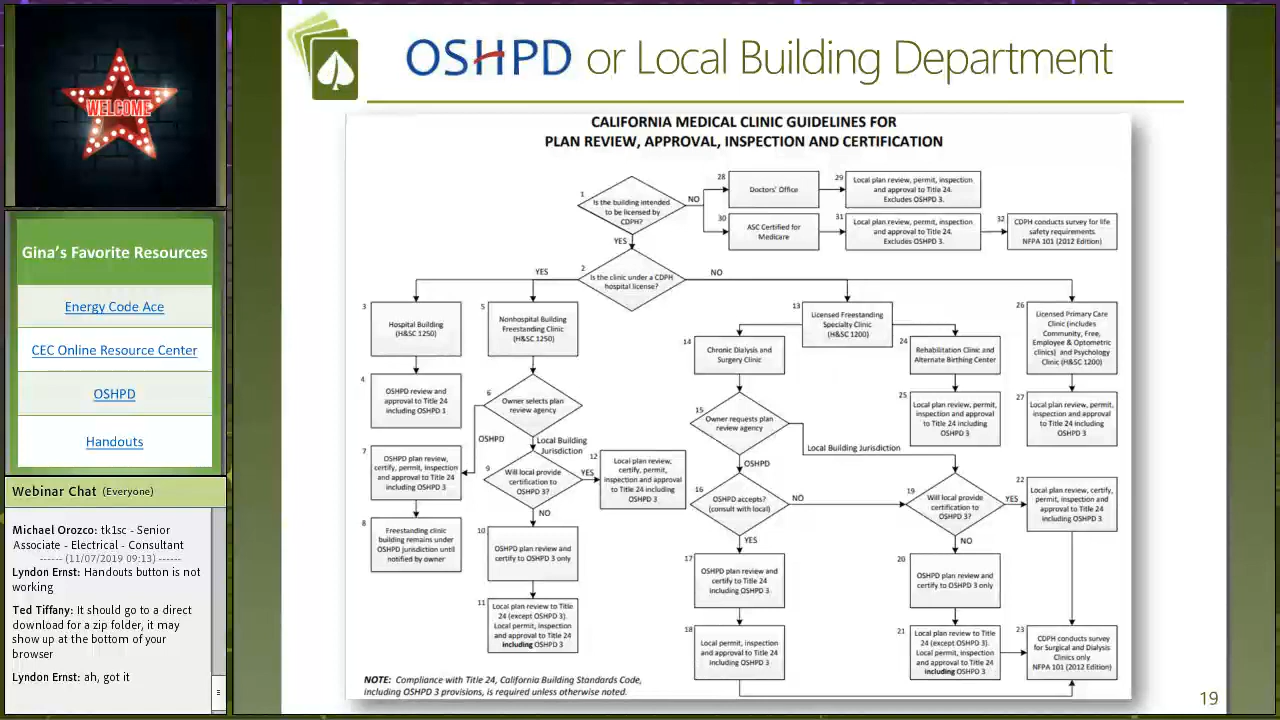 WELCOME
Gina's Favorite Resources
Energy Code Ace
CEC Online Resource Center
OSHPD
Handouts
Webinar Chat (Everyone)
Michael Orozco: tk1sc - Senior
Associate - Electrical - Consultant
------ (11/07/2019 09:13) ------
Lyndon Ernst: Handouts button is not
working
Ted Tiffany: It should go to a direct
download for a zip folder, it may
show up at the bottom of your
browser
Lyndon Ernst: ah, got it
OSHPD or Local Building Department
CALIFORNIA MEDICAL CLINIC GUIDELINES FOR
PLAN REVIEW, APPROVAL, INSPECTION AND CERTIFICATION
1
Is the building intended
to be licensed by
CDPH?
NO
YES
28
Doctors' Office
29
Local plan review, permit, inspection
and approval to Title 24.
Excludes OSHPD 3.
30
ASC Certified for
Medicare
31
Local plan review, permit, inspection
and approval to Title 24.
Excludes OSHPD 3.
32
CDPH conducts survey for life
safety requirements.
NFPA 101 (2012 Edition)
2
Is the clinic under a CDPH
hospital license?
YES
NO
3
Hospital Building
(H&SC 1250)
4
OSHPD review and
approval to Title 24
including OSHPD 1
5
Nonhospital Building
Freestanding Clinic
(H&SC 1250)
6
Owner selects plan
review agency
OSHPD
Local Building
Jurisdiction
7
OSHPD plan review,
certify, permit, inspection
and approval to Title 24
including OSHPD 3
8
Freestanding clinic
building remains under
OSHPD jurisdiction until
notified by owner
9
Will local provide
certification to
OSHPD 3?
YES
NO
10
OSHPD plan review and
certify to OSHPD 3 only
11
Local plan review to Title
24 (except OSHPD 3).
Local permit, inspection
and approval to Title 24
including OSHPD 3
12
Local plan review,
certify, permit,
inspection and approval
to Title 24 including
OSHPD 3
13
Licensed Freestanding
Specialty Clinic
(H&SC 1200)
14
Chronic Dialysis and
Surgery Clinic
15
Owner requests plan
review agency
Local Building Jurisdiction
OSHPD
16
OSHPD accepts?
(consult with local)
NO
YES
17
OSHPD plan review and
certify to Title 24
including OSHPD 3.
18
Local permit, inspection
and approval to Title 24
including OSHPD 3
19
Will local provide
certification to
OSHPD 3?
YES
NO
20
OSHPD plan review and
certify to OSHPD 3 only
21
Local plan review to Title
24 (except OSHPD 3).
Local permit, inspection
and approval to Title 24
including OSHPD 3
22
Local plan review, certify,
permit, inspection and
approval to Title 24
including OSHPD 3
23
CDPH conducts survey
for Surgical and Dialysis
Clinics only
NFPA 101 (2012 Edition)
24
Rehabilitation Clinic and
Alternate Birthing Center
25
Local plan review, permit,
inspection and approval
to Title 24 including
OSHPD 3
26
Licensed Primary Care
Clinic (includes
Community, Free,
Employee & Optometric
clinics) and Psychology
Clinic (H&SC 1200)
27
Local plan review, permit,
inspection and approval
to Title 24 including
OSHPD 3
NOTE: Compliance with Title 24, California Building Standards Code,
including OSHPD 3 provisions, is required unless otherwise noted.
19